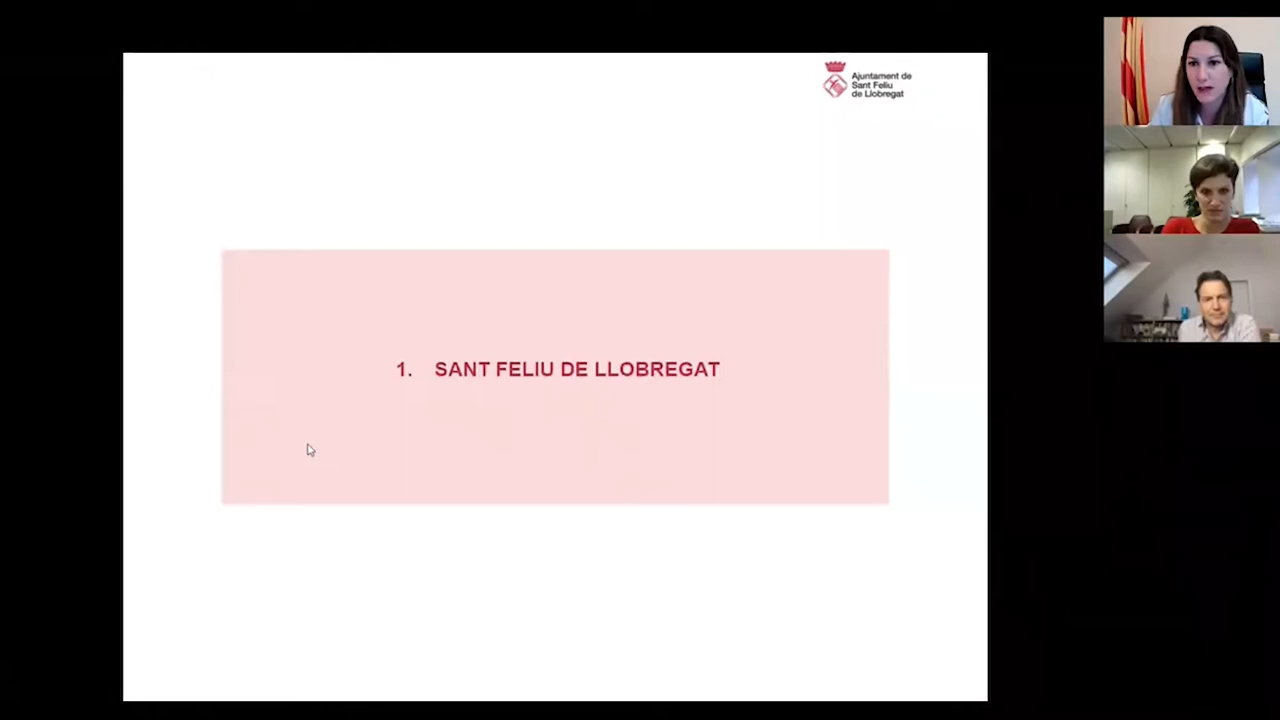 Ajuntament de
Sant Feliu
de Llobregat
1. SANT FELIU DE LLOBREGAT